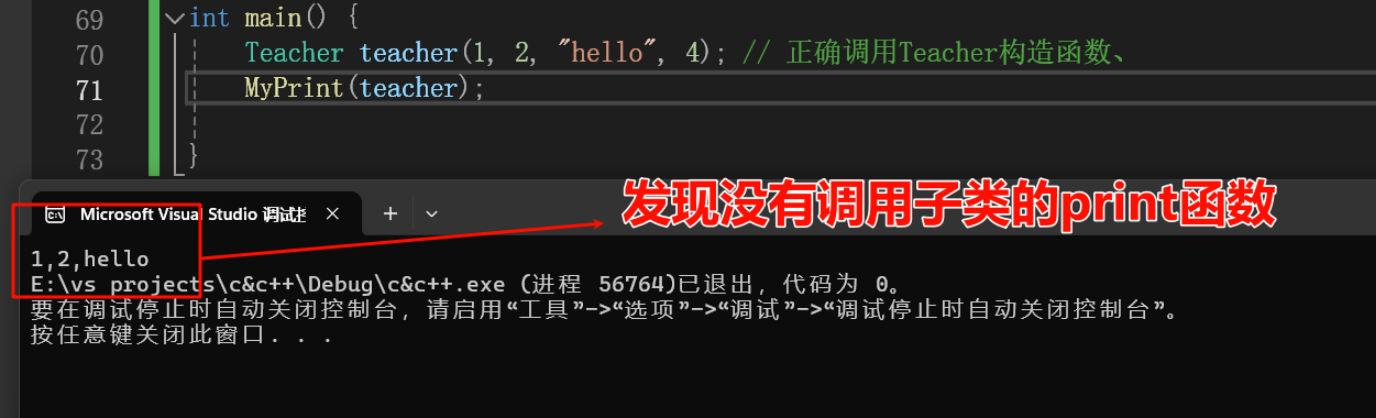 69 int main() {
70 Teacher teacher(1, 2, "hello", 4); // 正确调用Teacher构造函数、
71 MyPrint(teacher);
72
73 }
Microsoft Visual Studio 调试控
发现没有调用子类的print函数
1,2,hello
E:\vs projects\c&c++\Debug\c&c++.exe (进程 56764)已退出，代码为 0。
要在调试停止时自动关闭控制台，请启用“工具”->“选项”->“调试”->“调试停止时自动关闭控制台”。
按任意键关闭此窗口. . .